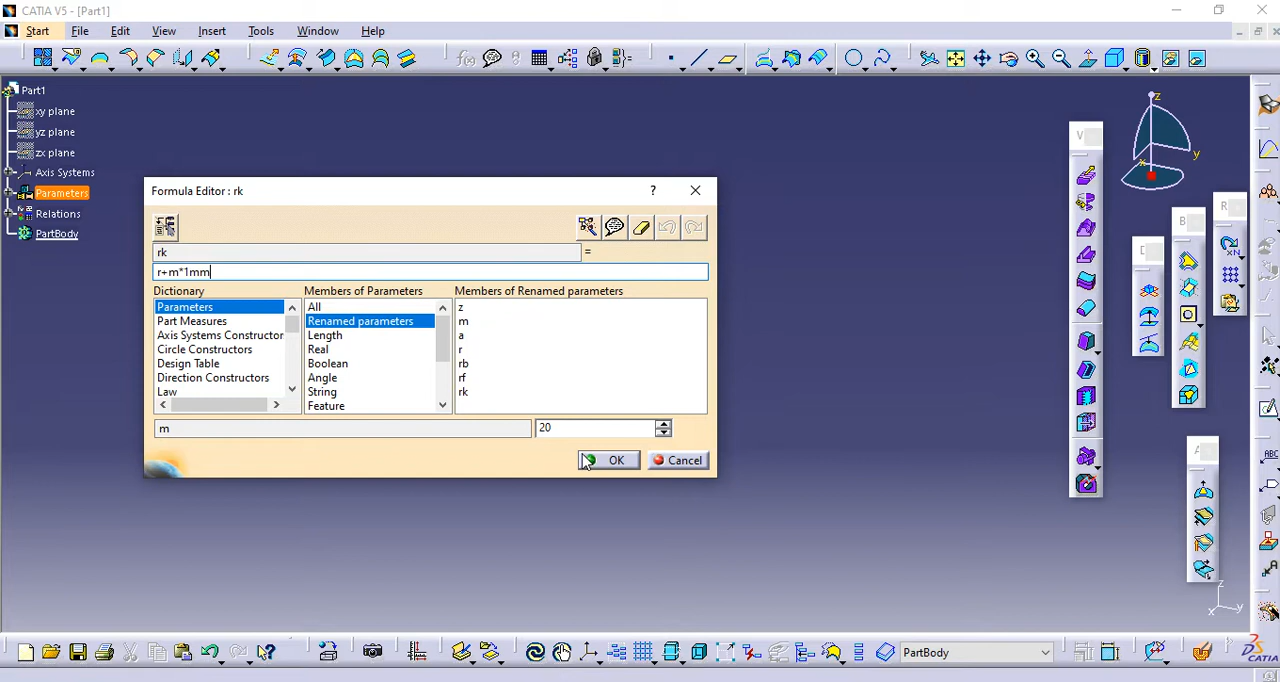 CATIA V5 - [Part1]
Start File Edit View Insert Tools Window Help
Part1
xy plane
yz plane
zx plane
Axis Systems
Parameters
Relations
PartBody
Formula Editor : rk
?
rk
=
r+m*1mm
Dictionary Members of Parameters Members of Renamed parameters
Parameters All z
Part Measures Renamed parameters m
Axis Systems Constructor Length a
Circle Constructors Real r
Design Table Boolean rb
Direction Constructors Angle rf
Law String rk
Feature
m 20
OK Cancel
V
D
B
R
A
z
y
x
z
x y
ABC
PartBody
CATIA